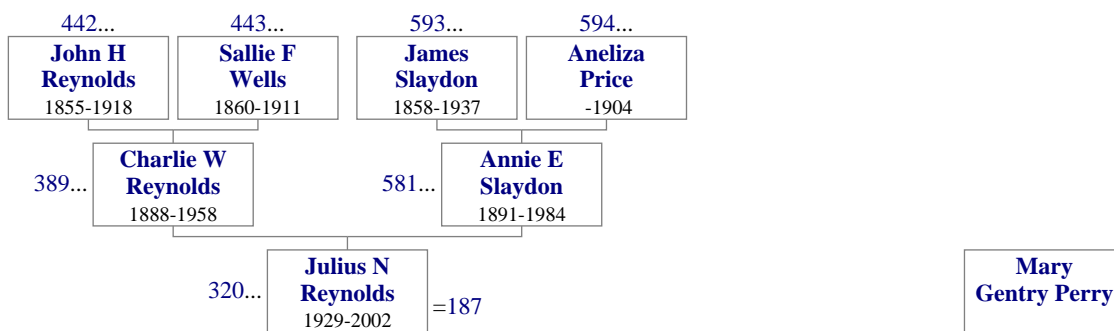 442...
443...
593...
594...
John H
Reynolds
1855-1918
Sallie F
Wells
1860-1911
James
Slaydon
1858-1937
Aneliza
Price
-1904
389...
Charlie W
Reynolds
1888-1958
581...
Annie E
Slaydon
1891-1984
320...
Julius N
Reynolds
1929-2002
=187
Mary
Gentry Perry